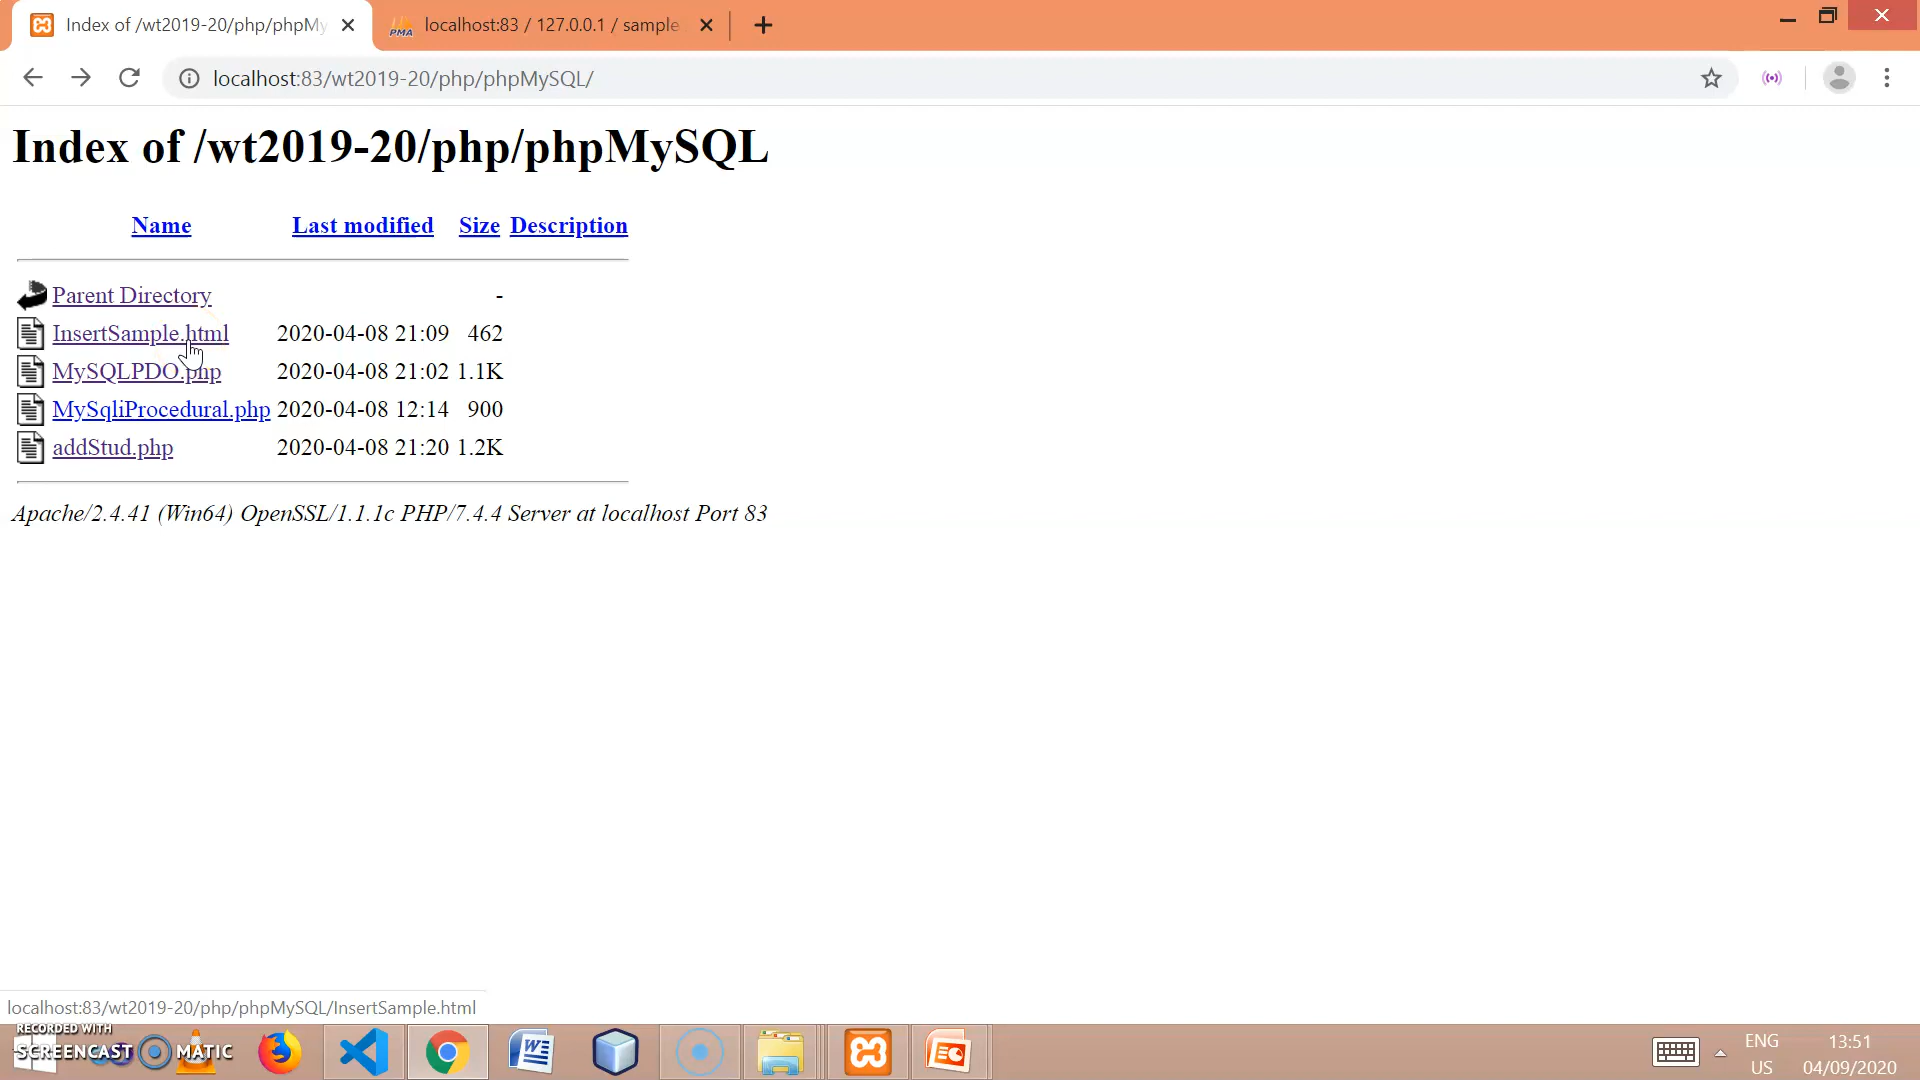 Index of /wt2019-20/php/phpMy
localhost:83 / 127.0.0.1 / sample
localhost:83/wt2019-20/php/phpMySQL/
Index of /wt2019-20/php/phpMySQL
Name Last modified Size Description
Parent Directory -
InsertSample.html 2020-04-08 21:09 462
MySQLPDO.php 2020-04-08 21:02 1.1K
MySqliProcedural.php 2020-04-08 12:14 900
addStud.php 2020-04-08 21:20 1.2K
Apache/2.4.41 (Win64) OpenSSL/1.1.1c PHP/7.4.4 Server at localhost Port 83
localhost:83/wt2019-20/php/phpMySQL/InsertSample.html
RECORDED WITH
SCREENCAST MATIC
ENG 13:51
US 04/09/2020
PMA